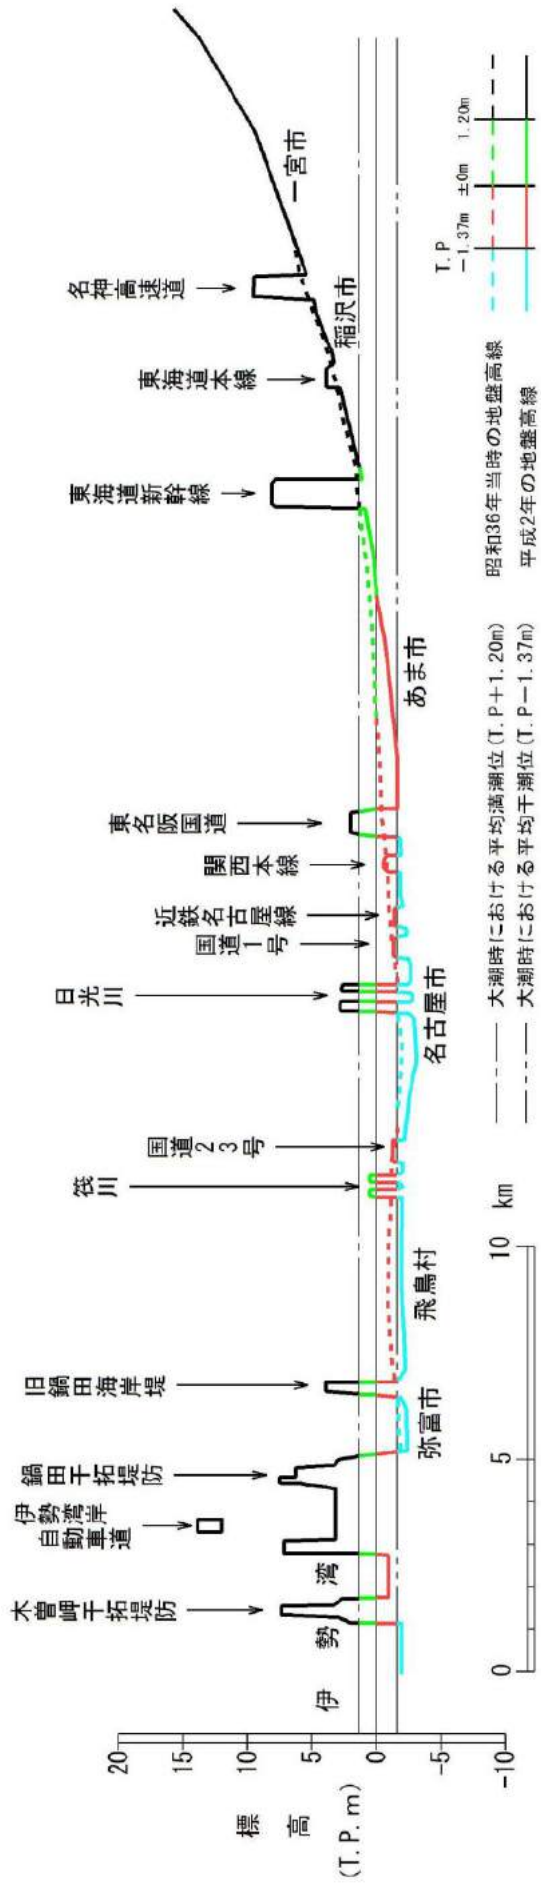 標高
(T.P.m)
20
15
10
5
0
-5
-10
伊
勢
湾
木曽岬干拓堤防
伊勢湾岸
自動車道
鍋田干拓堤防
旧鍋田海岸堤
筏川
国道23号
日光川
国道1号
近鉄名古屋線
関西本線
東名阪国道
東海道新幹線
東海道本線
名神高速道
弥富市
飛鳥村
名古屋市
あま市
稲沢市
一宮市
0
5
10
km
大潮時における平均満潮位(T.P+1.20m)
大潮時における平均干潮位(T.P-1.37m)
T.P
-1.37m ±0m 1.20m
昭和36年当時の地盤高線
平成2年の地盤高線